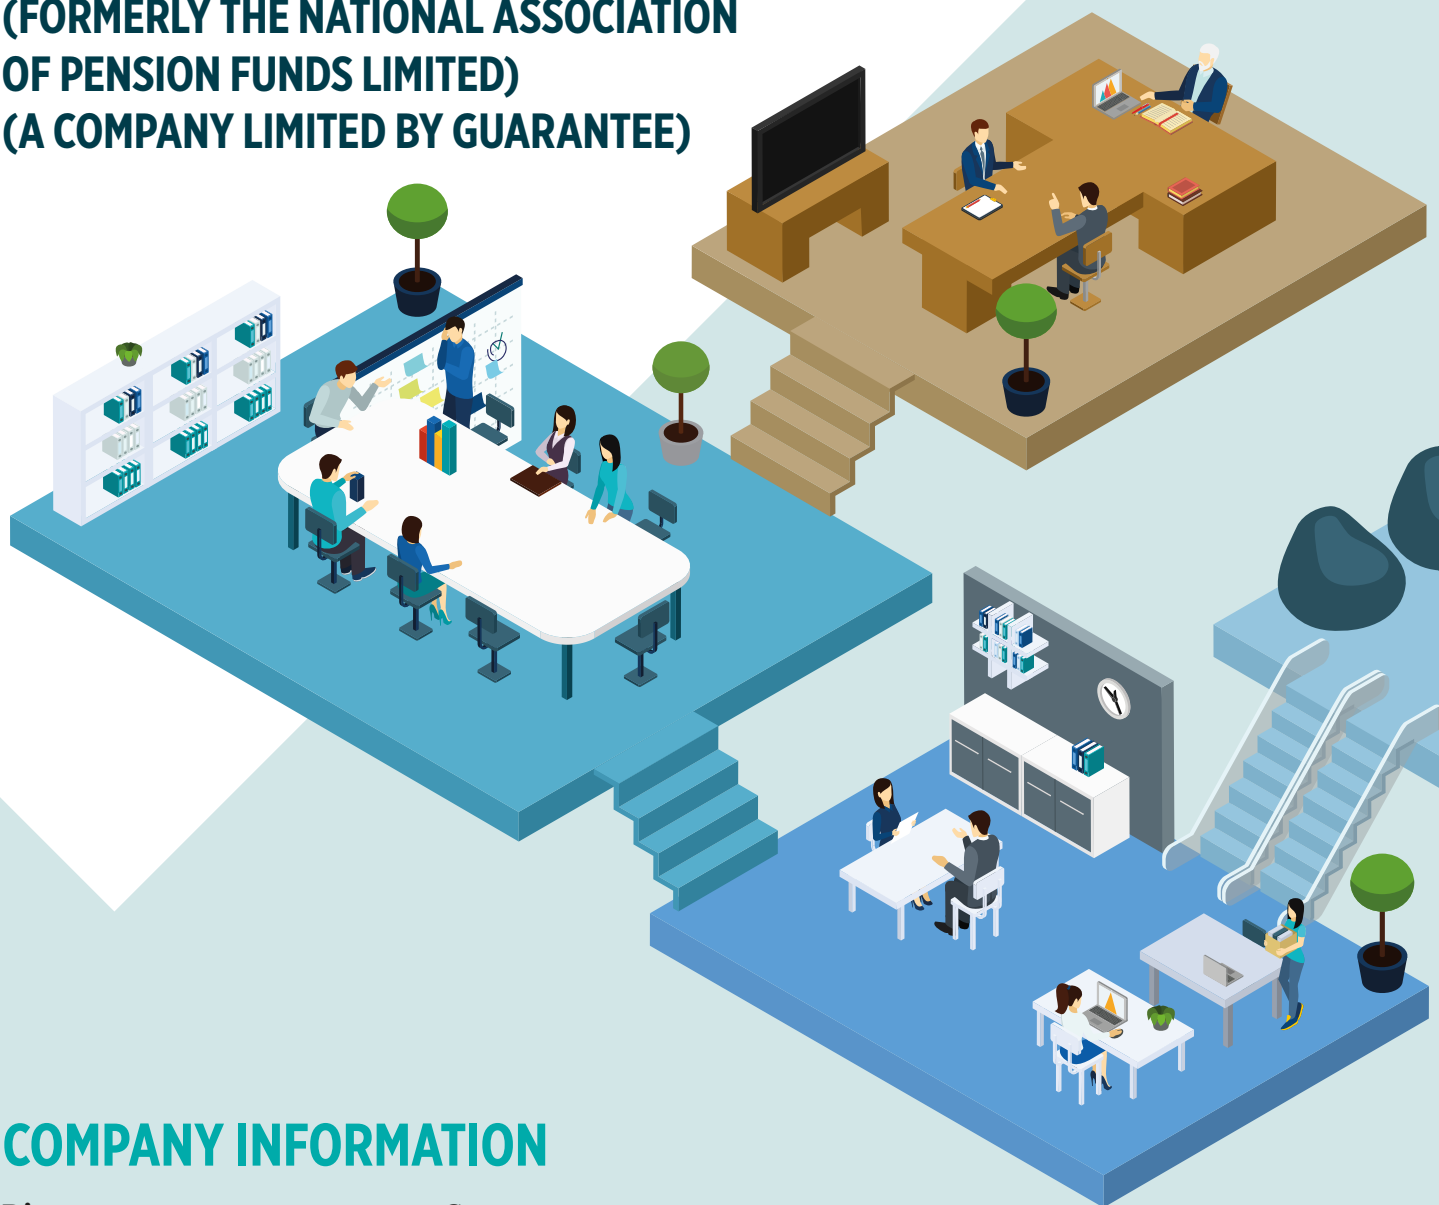 (FORMERLY THE NATIONAL ASSOCIATION
OF PENSION FUNDS LIMITED)
(A COMPANY LIMITED BY GUARANTEE)
COMPANY INFORMATION